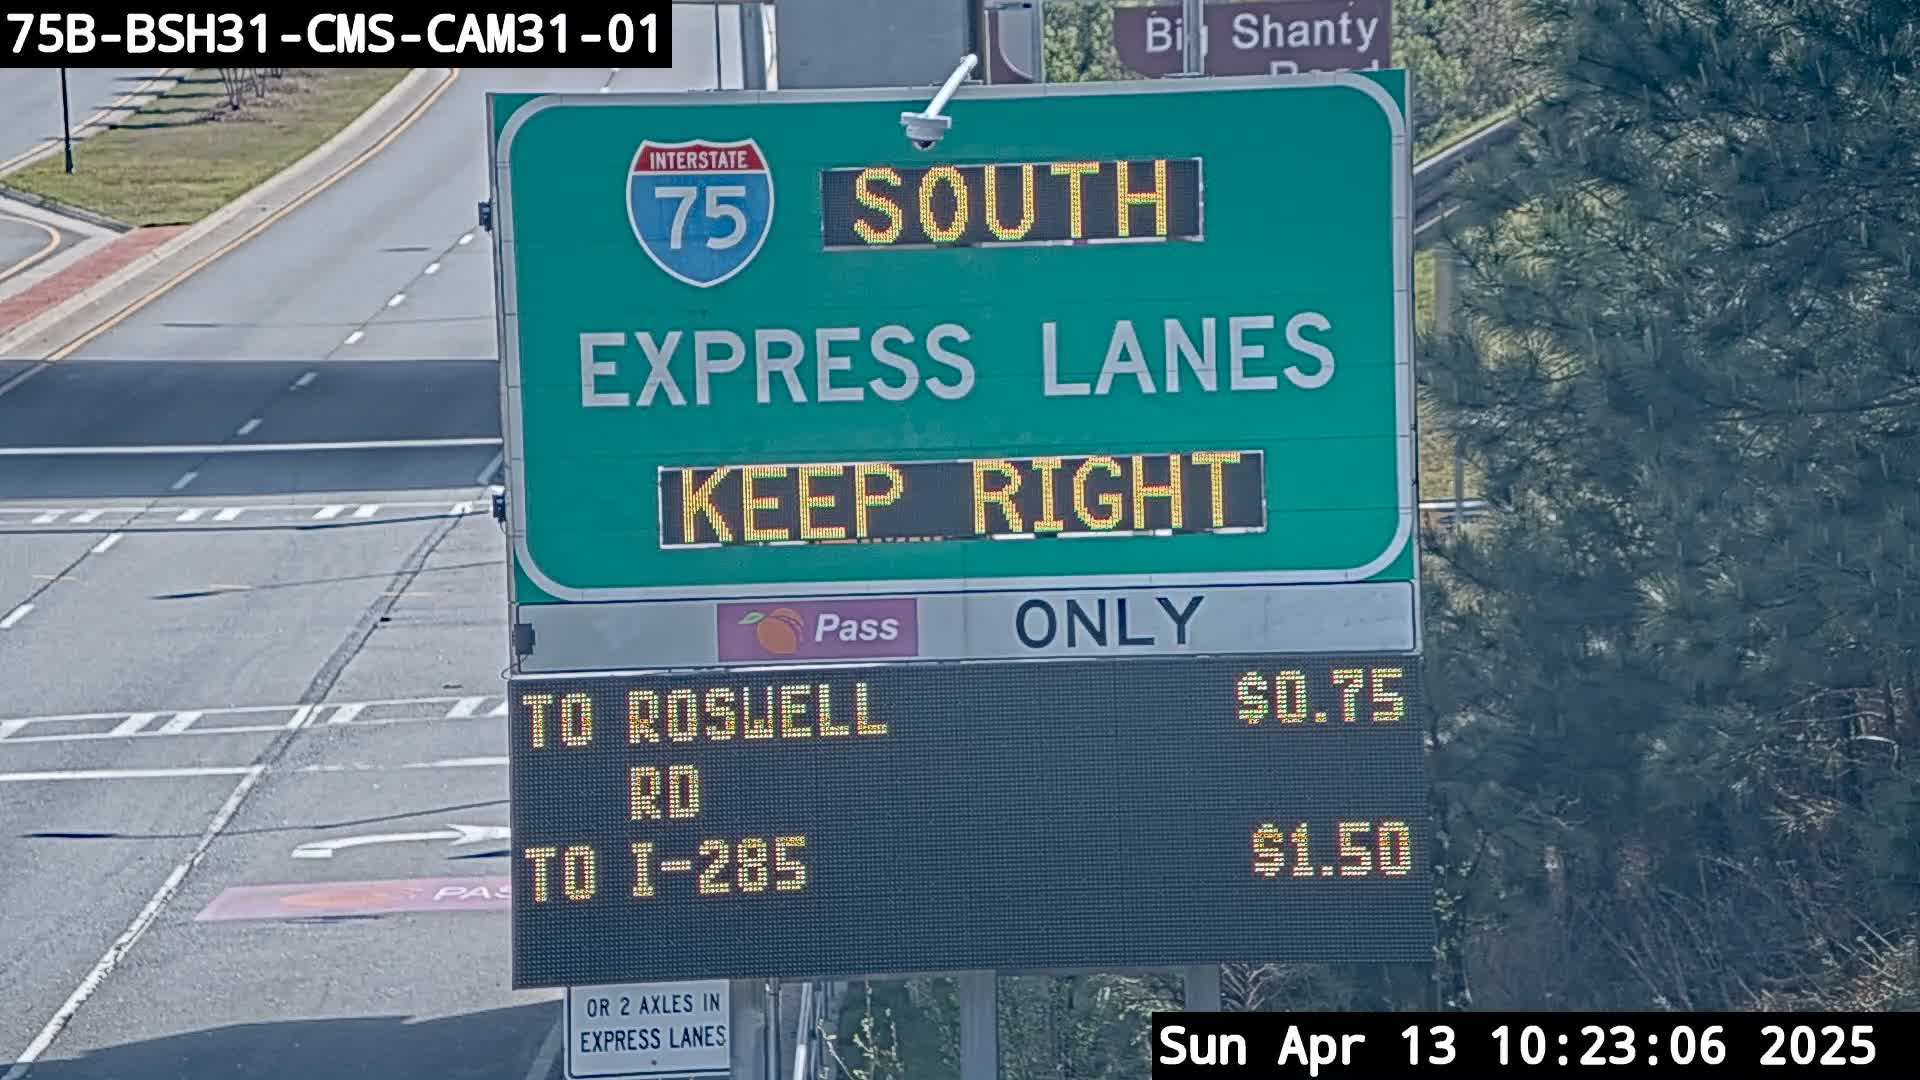 75B-BSH31-CMS-CAM31-01
Big Shanty
Road
INTERSTATE
75
SOUTH
EXPRESS LANES
KEEP RIGHT
Pass ONLY
TO ROSWELL $0.75
RD
TO I-285 $1.50
PAS
OR 2 AXLES IN
EXPRESS LANES
Sun Apr 13 10:23:06 2025